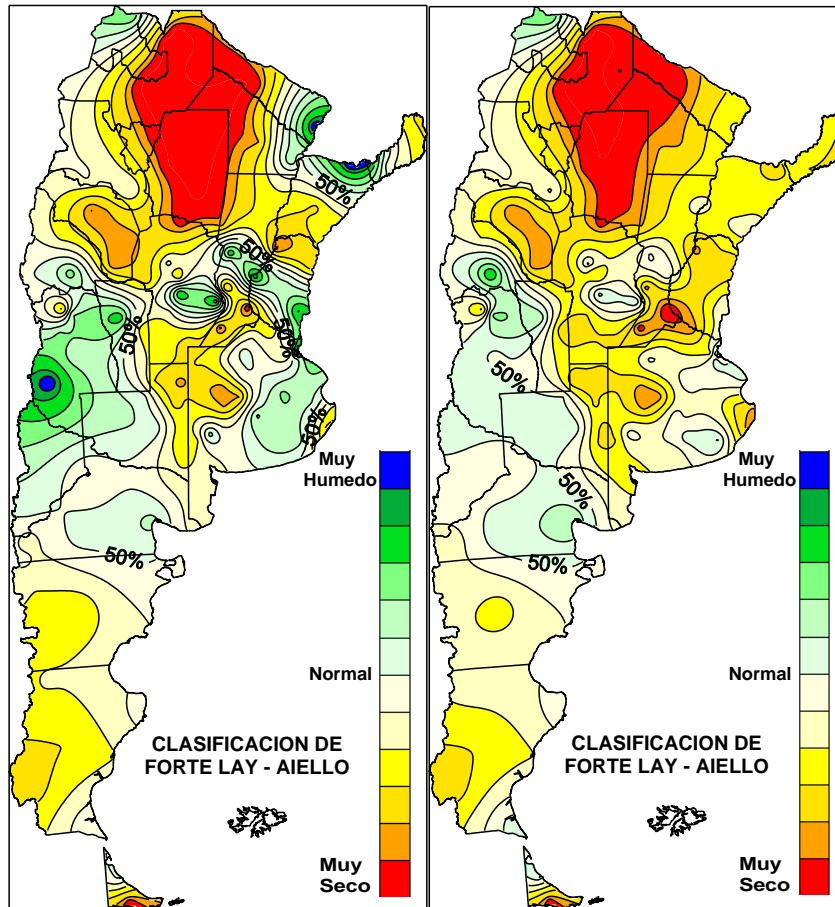 50%
50%
50%
50%
50%
50%
Muy
Humedo
Normal
CLASIFICACION DE
FORTE LAY - AIELLO
Muy
Seco
50%
50%
50%
Muy
Humedo
Normal
CLASIFICACION DE
FORTE LAY - AIELLO
Muy
Seco